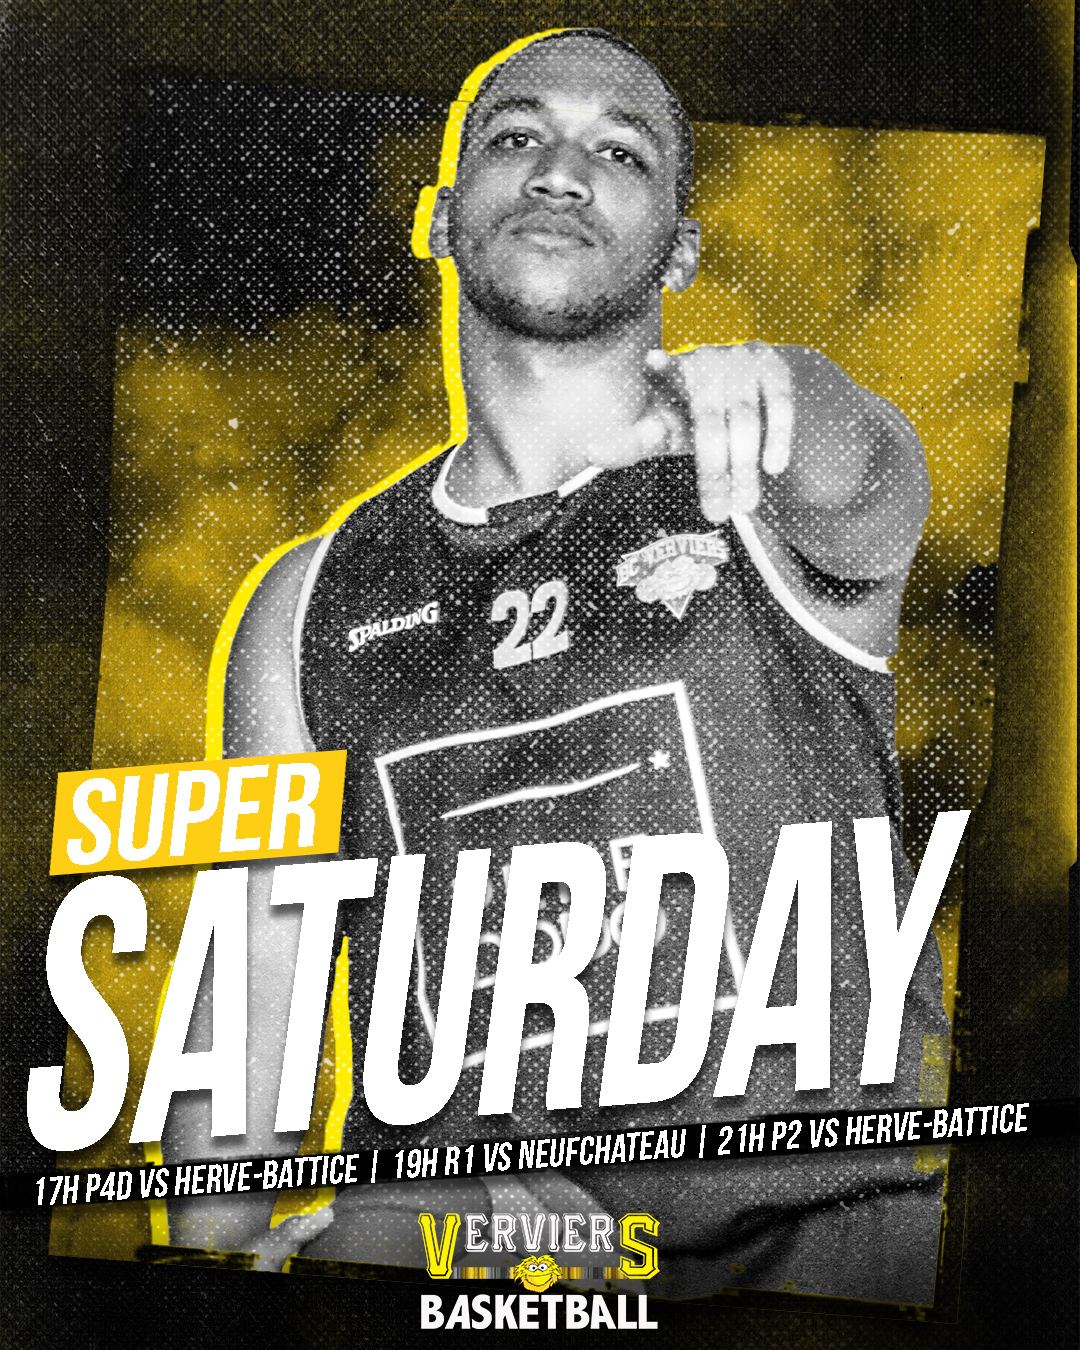 BC VERVIERS
SPALDING
22
SUPER
SATURDAY
17H P4D VS HERVE-BATTICE | 19H R1 VS NEUFCHATEAU | 21H P2 VS HERVE-BATTICE
VERVIERS
BASKETBALL